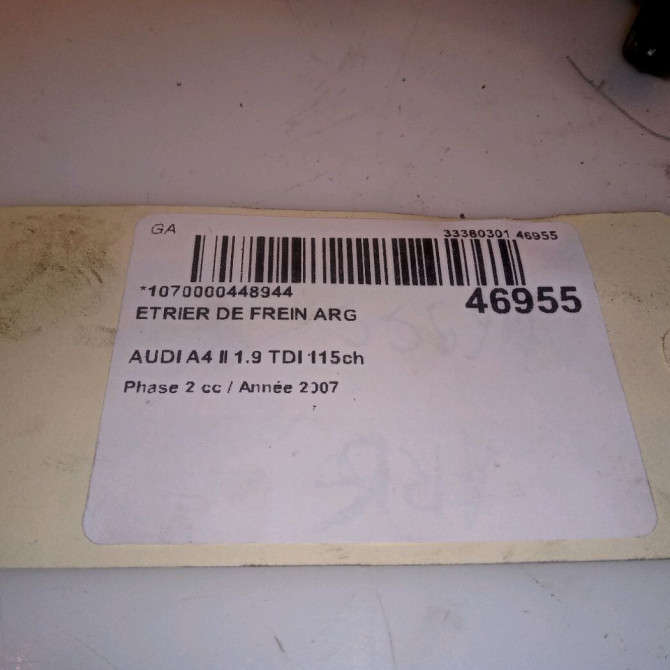 GA
33380301 46955
*1070000448944
46955
ETRIER DE FREIN ARG
AUDI A4 II 1.9 TDI 115ch
Phase 2 cc / Année 2007